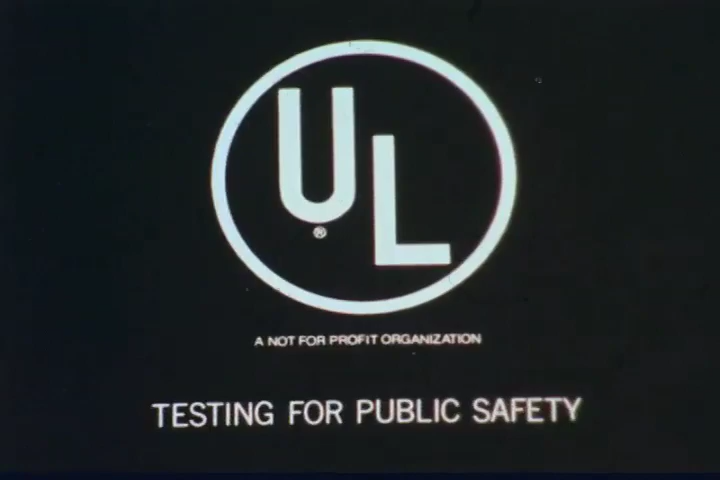 UL
®
A NOT FOR PROFIT ORGANIZATION
TESTING FOR PUBLIC SAFETY